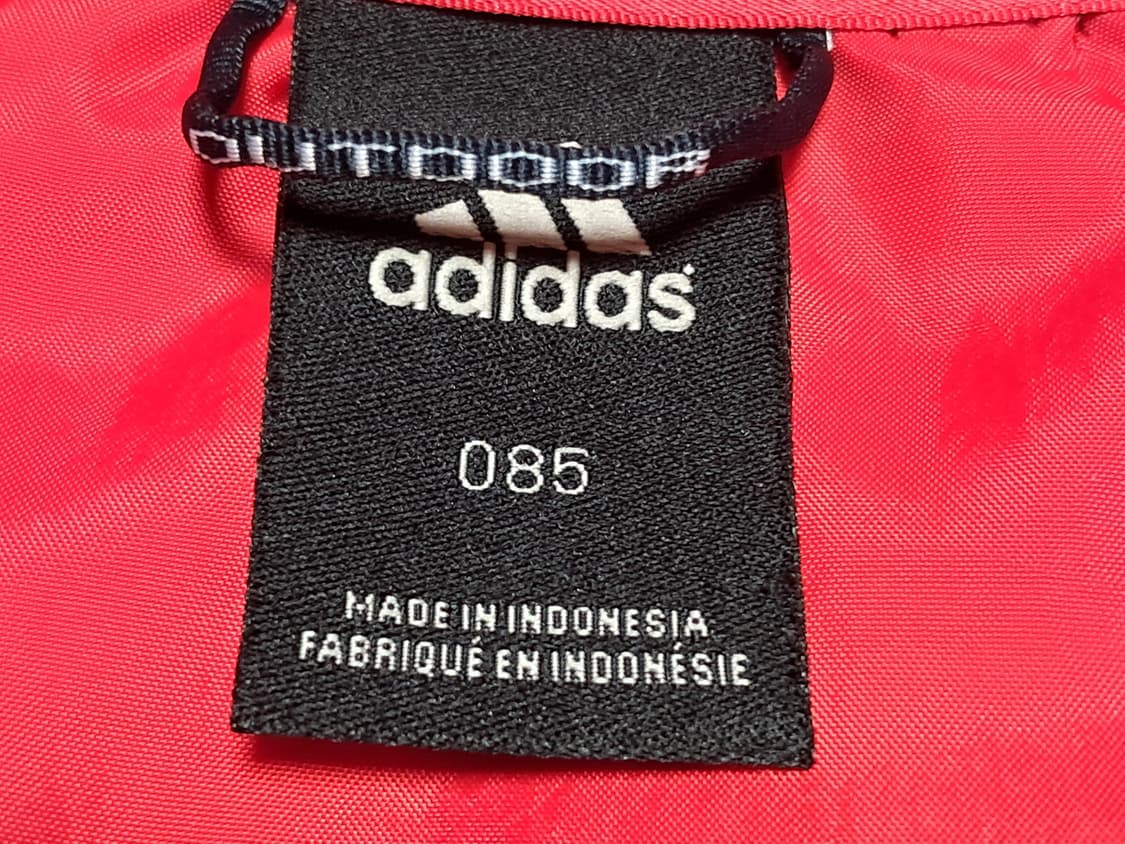 OUTDOOR
adidas
085
MADE IN INDONESIA
FABRIQUÉ EN INDONÉSIE